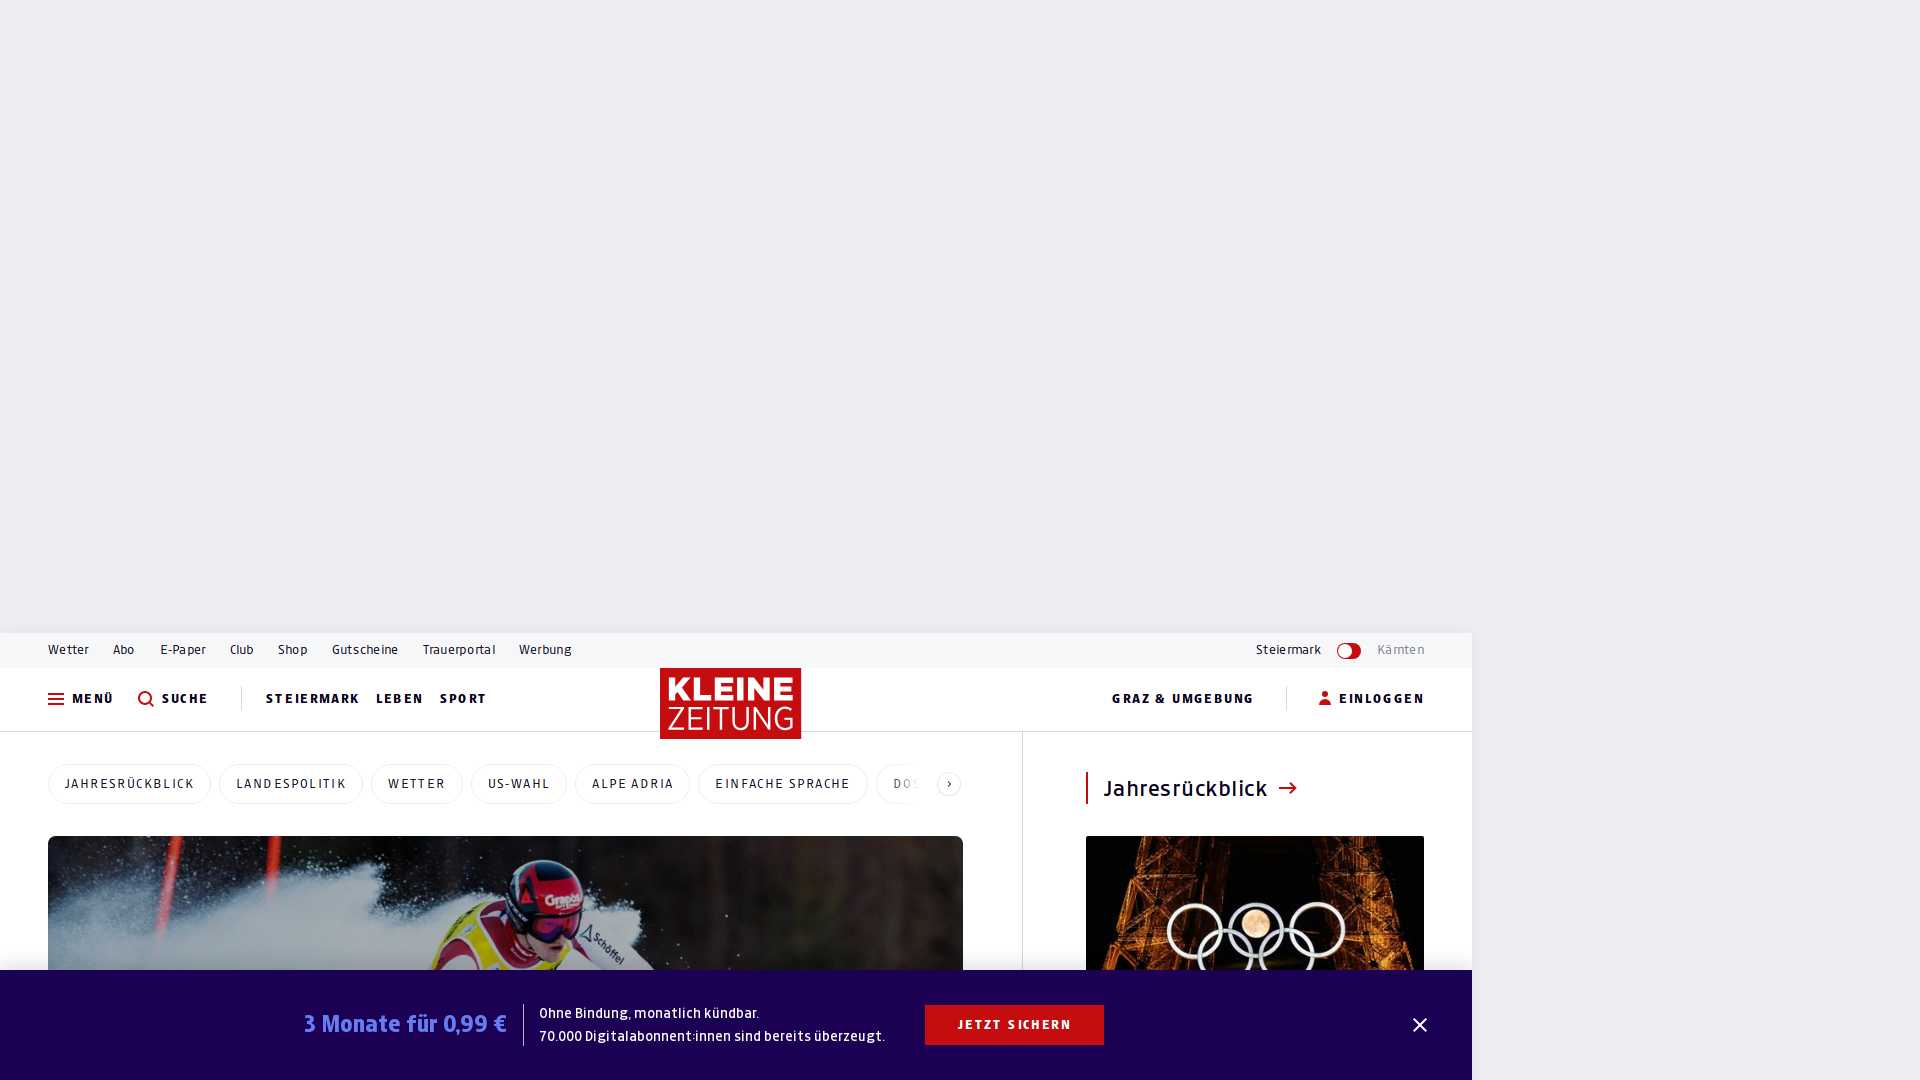 Wetter Abo E-Paper Club Shop Gutscheine Trauerportal Werbung Steiermark Kärnten
MENÜ SUCHE STEIERMARK LEBEN SPORT KLEINE ZEITUNG GRAZ & UMGEBUNG EINLOGGEN
JAHRESRÜCKBLICK LANDESPOLITIK WETTER US-WAHL ALPE ADRIA EINFACHE SPRACHE
Jahresrückblick
Schöffel
3 Monate für 0,99 €
Ohne Bindung, monatlich kündbar.
70.000 Digitalabonnent:innen sind bereits überzeugt.
JETZT SICHERN